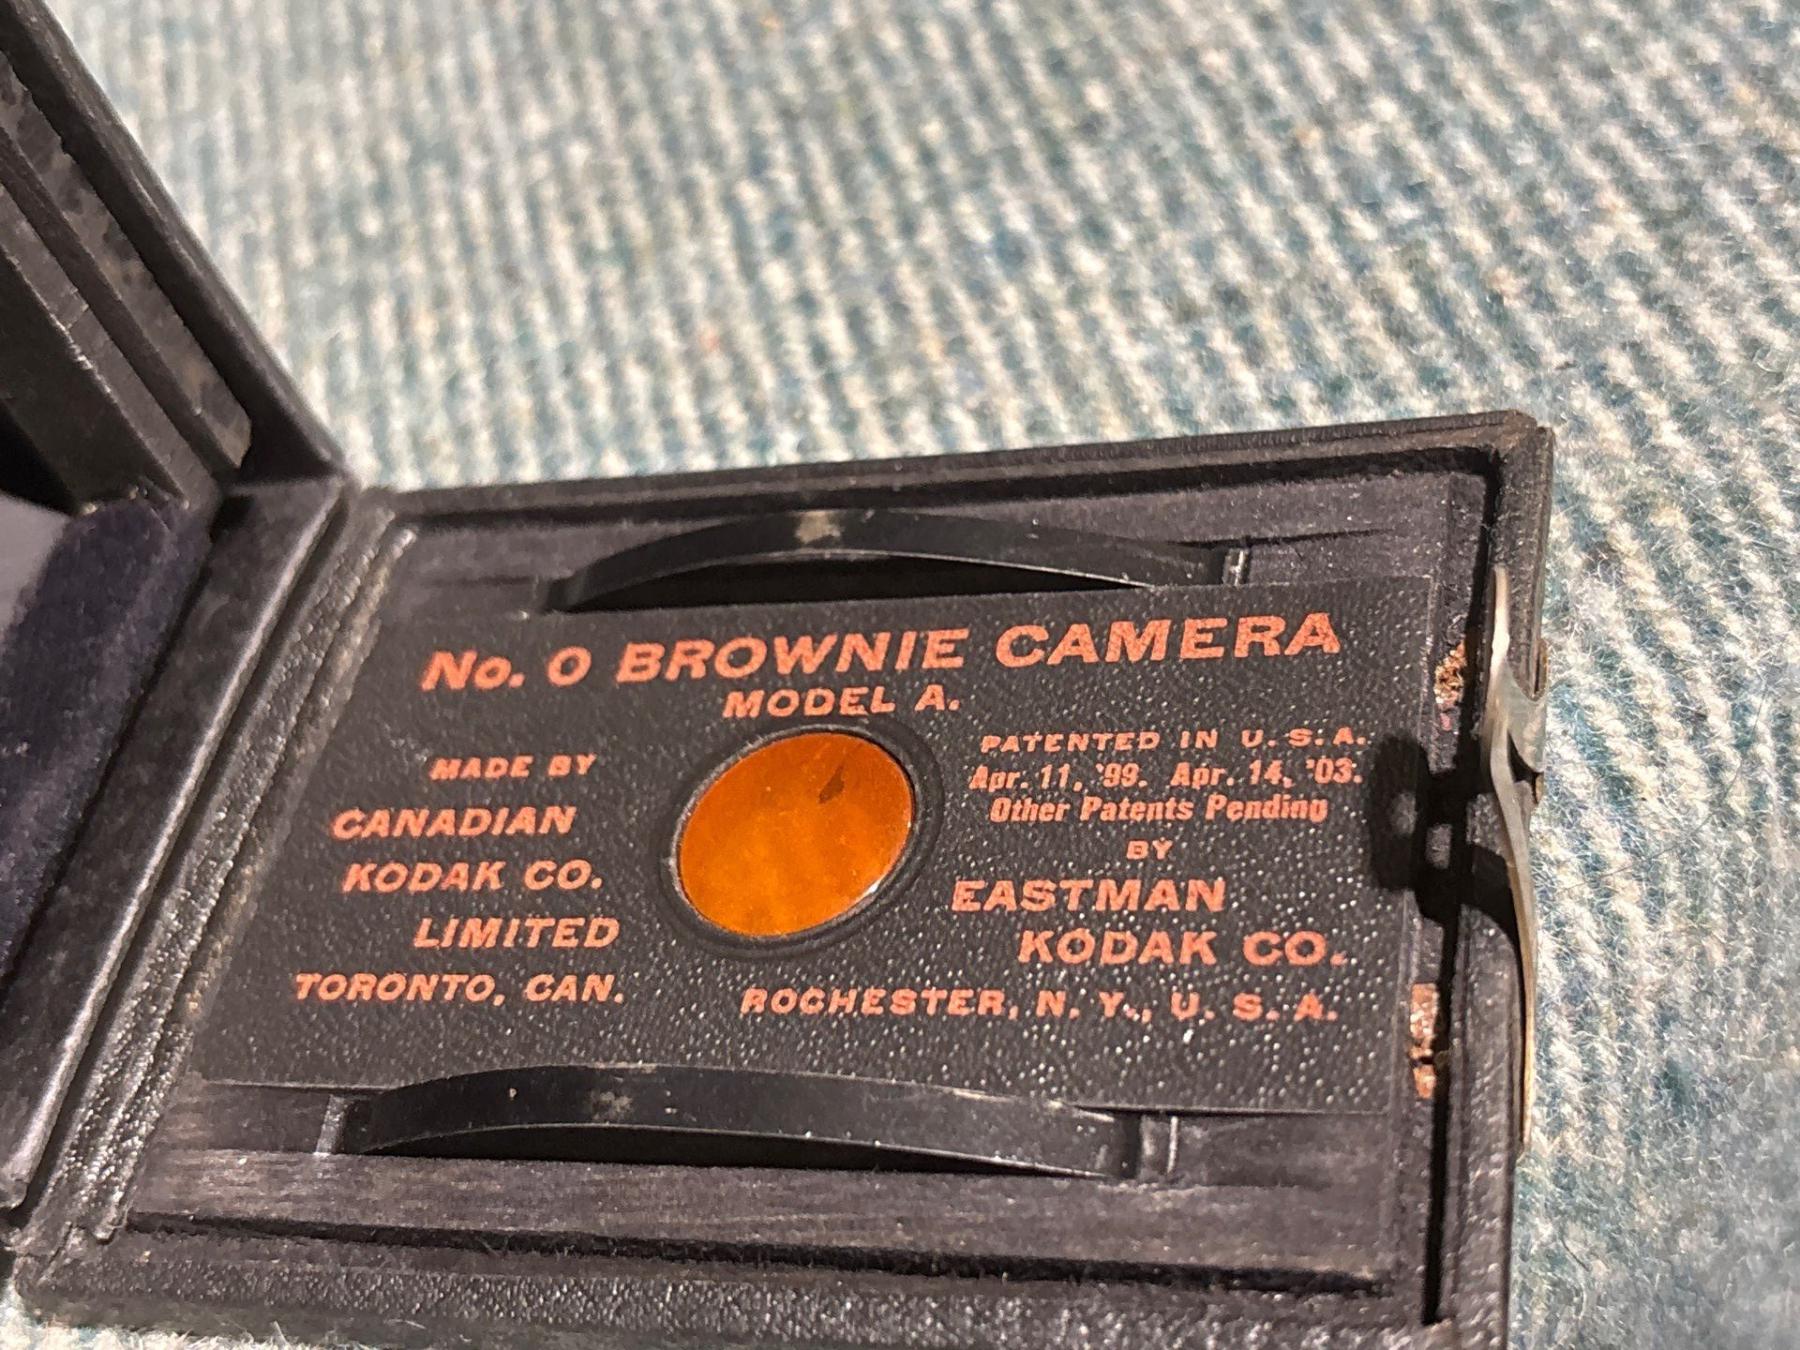 No. 0 BROWNIE CAMERA
MODEL A.
MADE BY
CANADIAN
KODAK CO.
LIMITED
TORONTO, CAN.
PATENTED IN U. S. A.
Apr. 11, '99. Apr. 14, '03.
Other Patents Pending
BY
EASTMAN
KODAK CO.
ROCHESTER, N. Y., U. S. A.